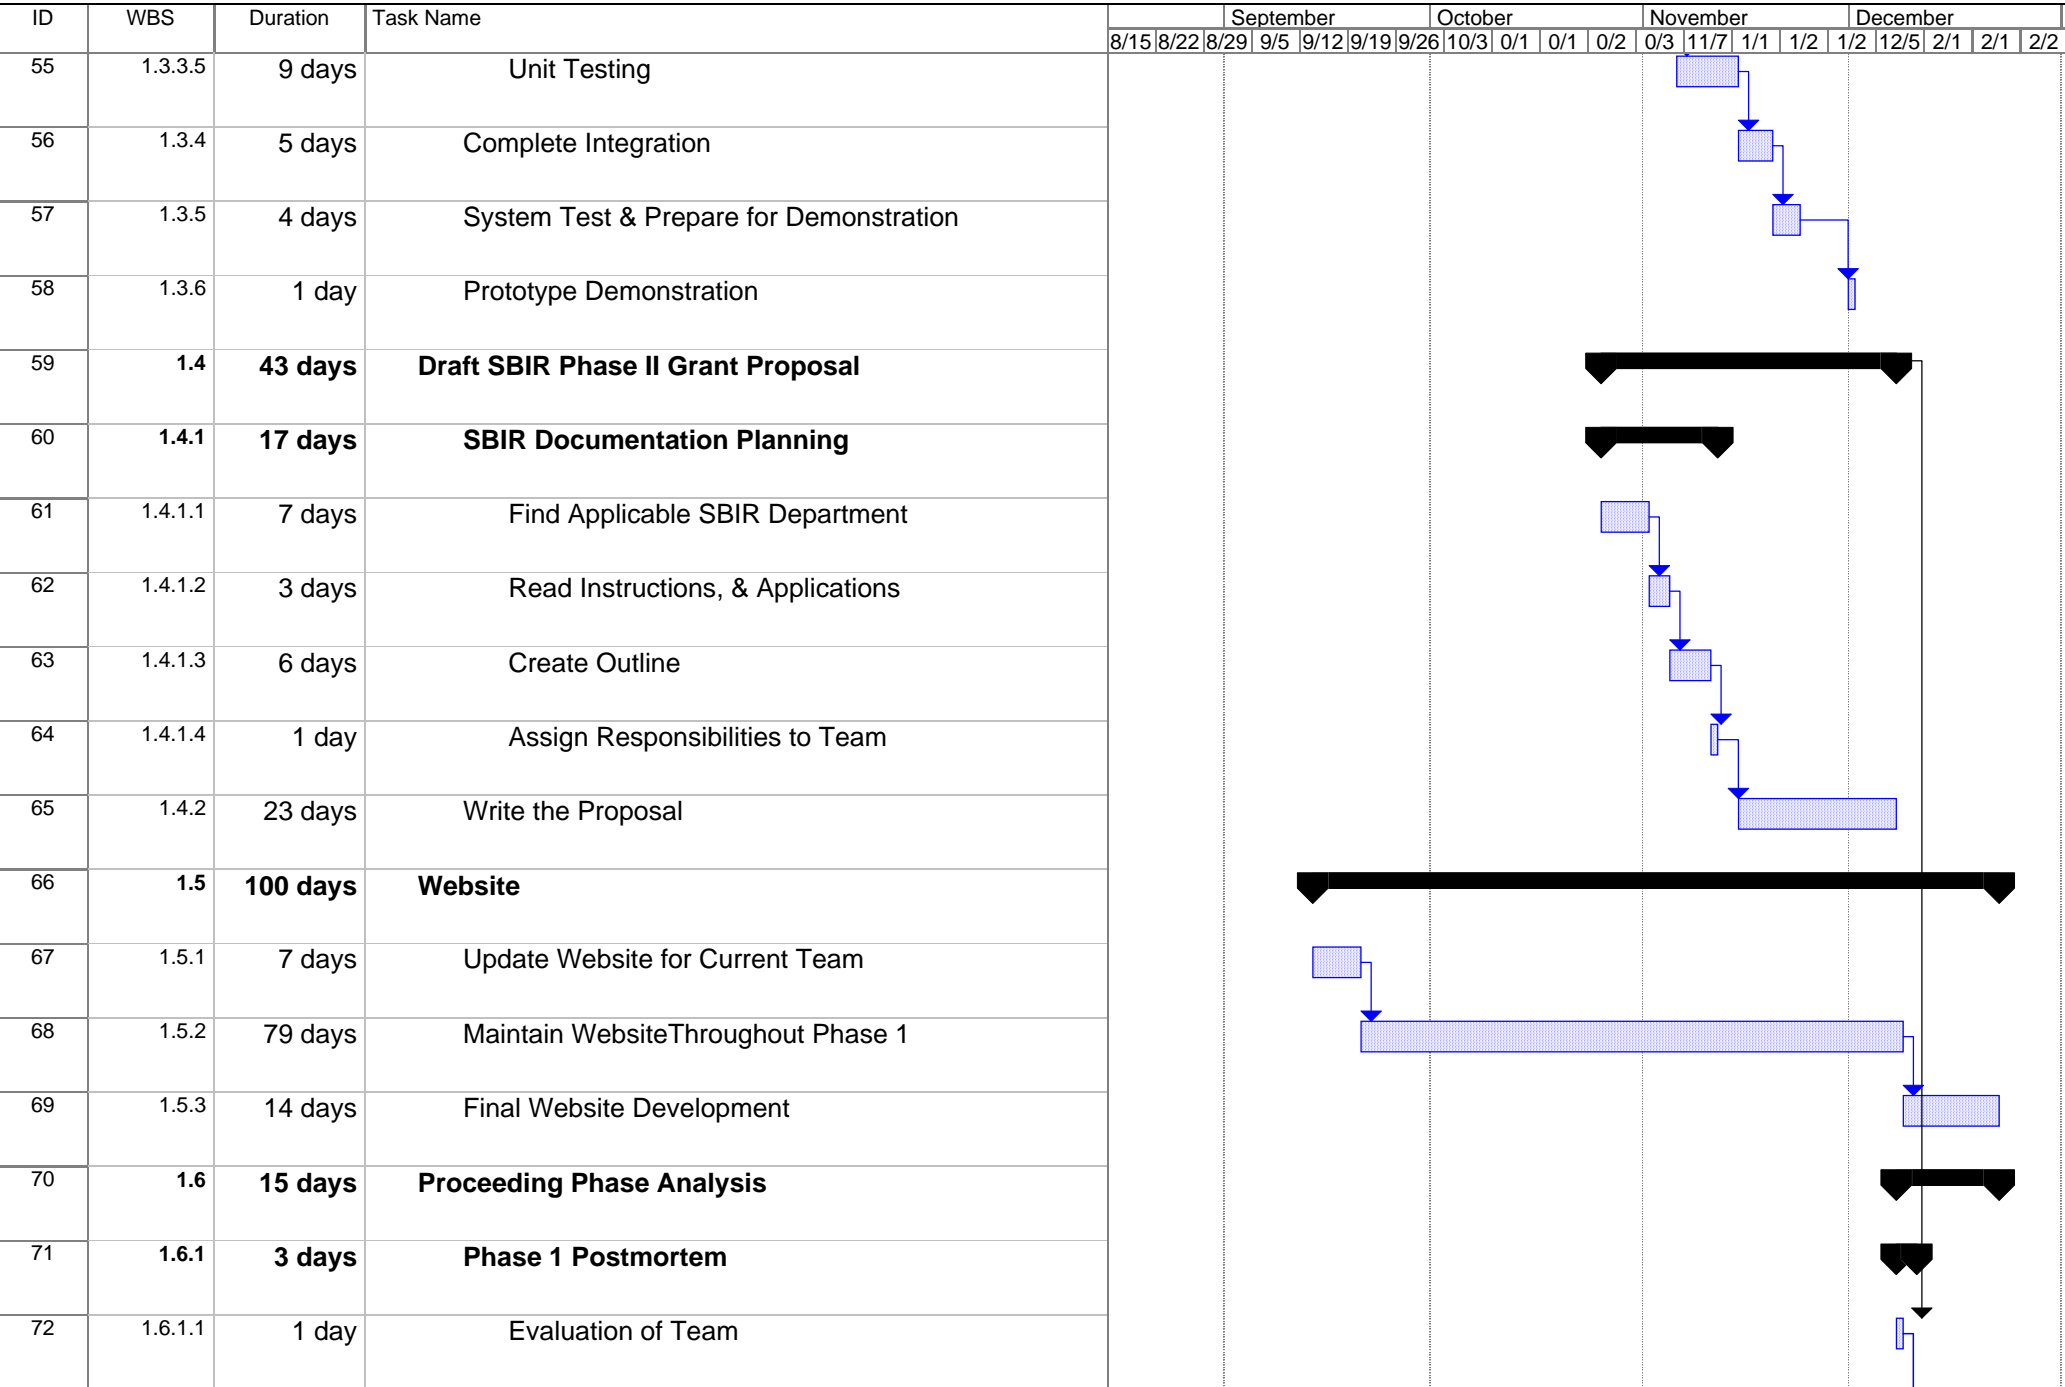 ID WBS Duration Task Name September October November December
8/15 8/22 8/29 9/5 9/12 9/19 9/26 10/3 0/1 0/1 0/2 0/3 11/7 1/1 1/2 1/2 12/5 2/1 2/1 2/2
55 1.3.3.5 9 days Unit Testing
56 1.3.4 5 days Complete Integration
57 1.3.5 4 days System Test & Prepare for Demonstration
58 1.3.6 1 day Prototype Demonstration
59 1.4 43 days Draft SBIR Phase II Grant Proposal
60 1.4.1 17 days SBIR Documentation Planning
61 1.4.1.1 7 days Find Applicable SBIR Department
62 1.4.1.2 3 days Read Instructions, & Applications
63 1.4.1.3 6 days Create Outline
64 1.4.1.4 1 day Assign Responsibilities to Team
65 1.4.2 23 days Write the Proposal
66 1.5 100 days Website
67 1.5.1 7 days Update Website for Current Team
68 1.5.2 79 days Maintain WebsiteThroughout Phase 1
69 1.5.3 14 days Final Website Development
70 1.6 15 days Proceeding Phase Analysis
71 1.6.1 3 days Phase 1 Postmortem
72 1.6.1.1 1 day Evaluation of Team